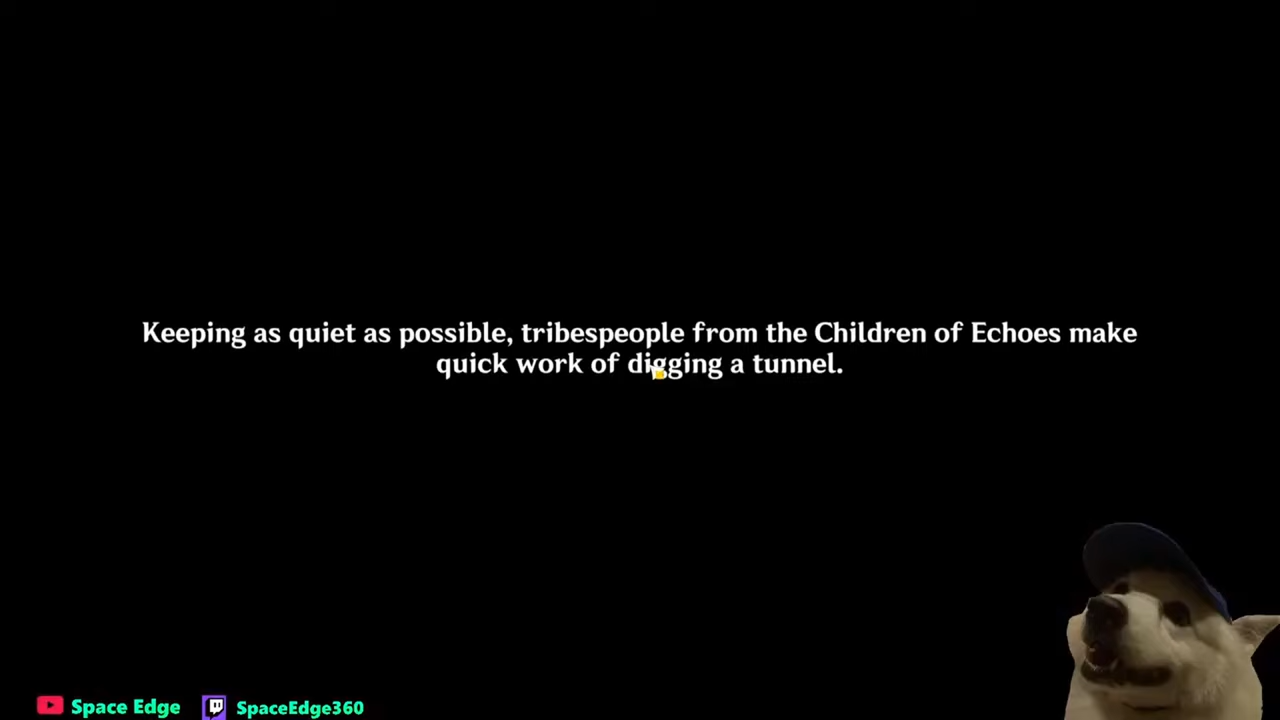 Keeping as quiet as possible, tribespeople from the Children of Echoes make
quick work of digging a tunnel.
Space Edge
SpaceEdge360